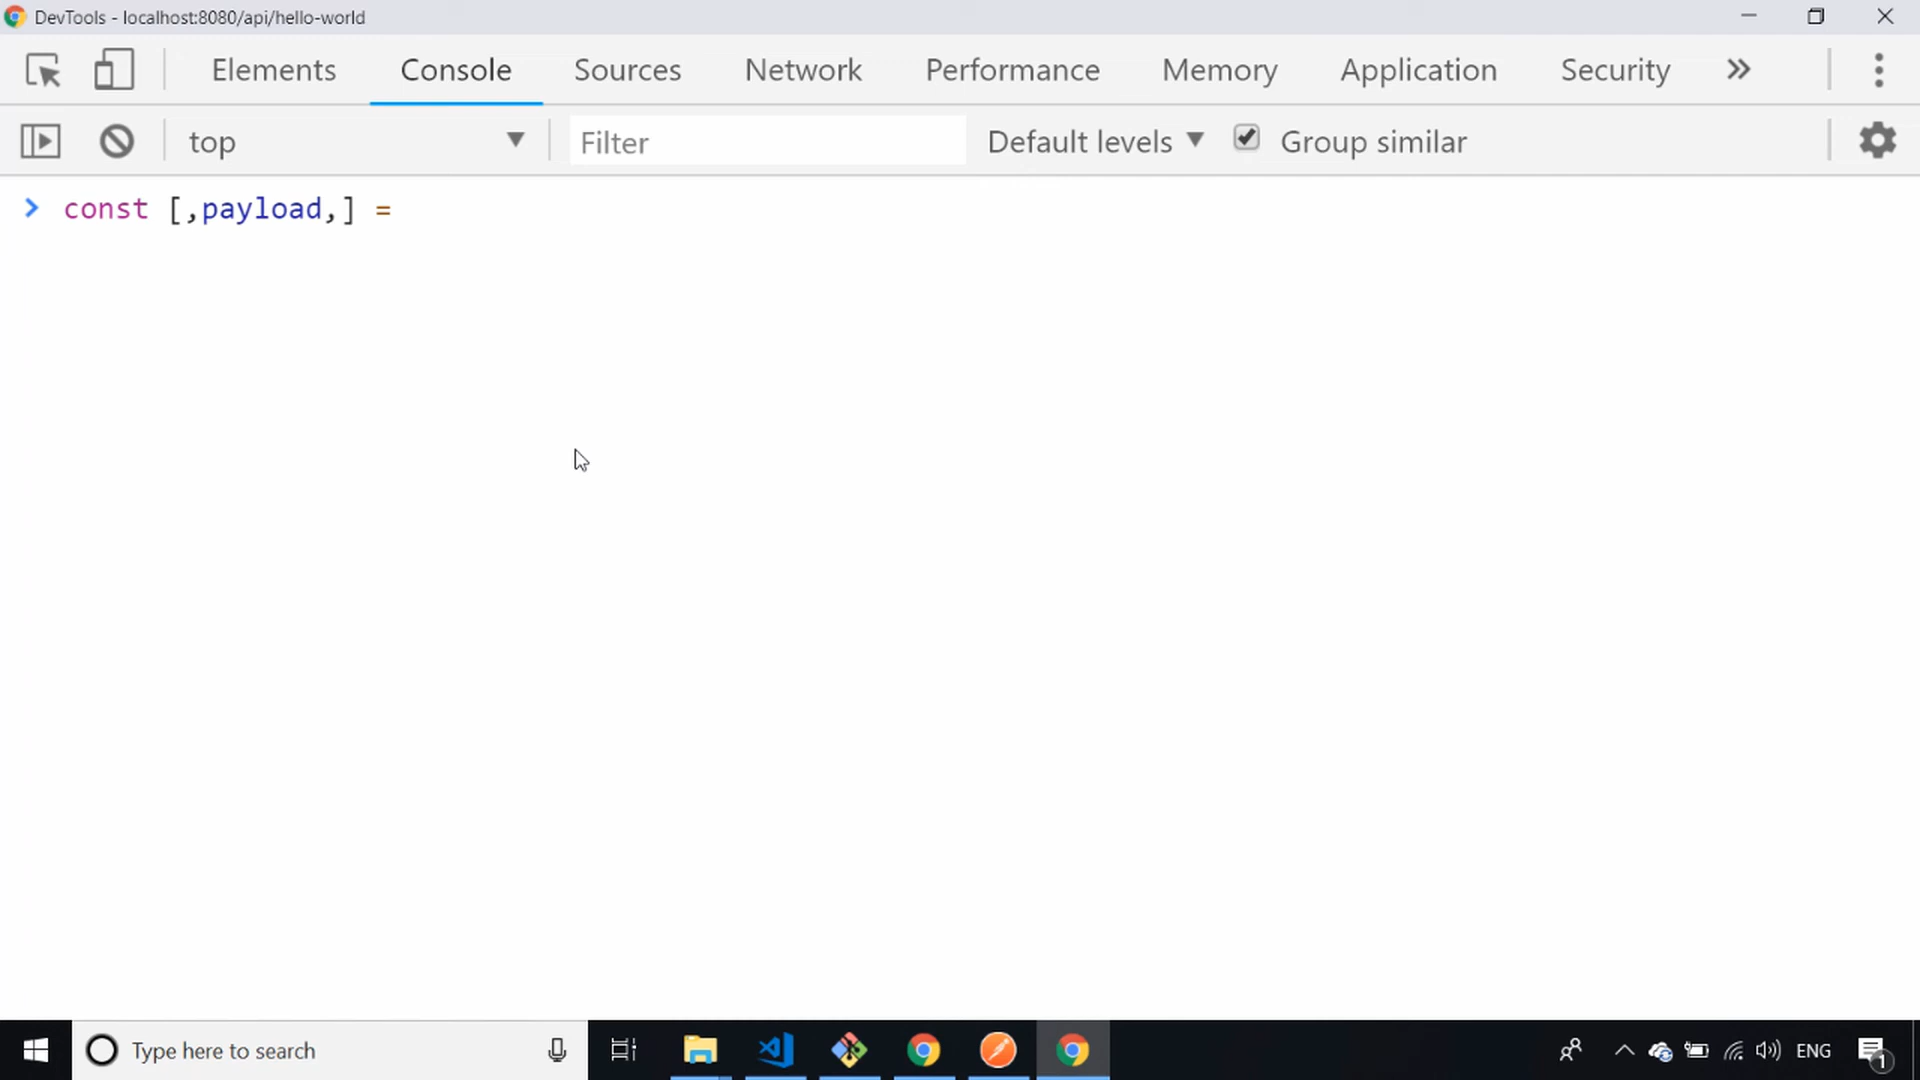 DevTools - localhost:8080/api/hello-world
Elements Console Sources Network Performance Memory Application Security
top Filter Default levels Group similar
const [,payload,] =
Type here to search ENG 1